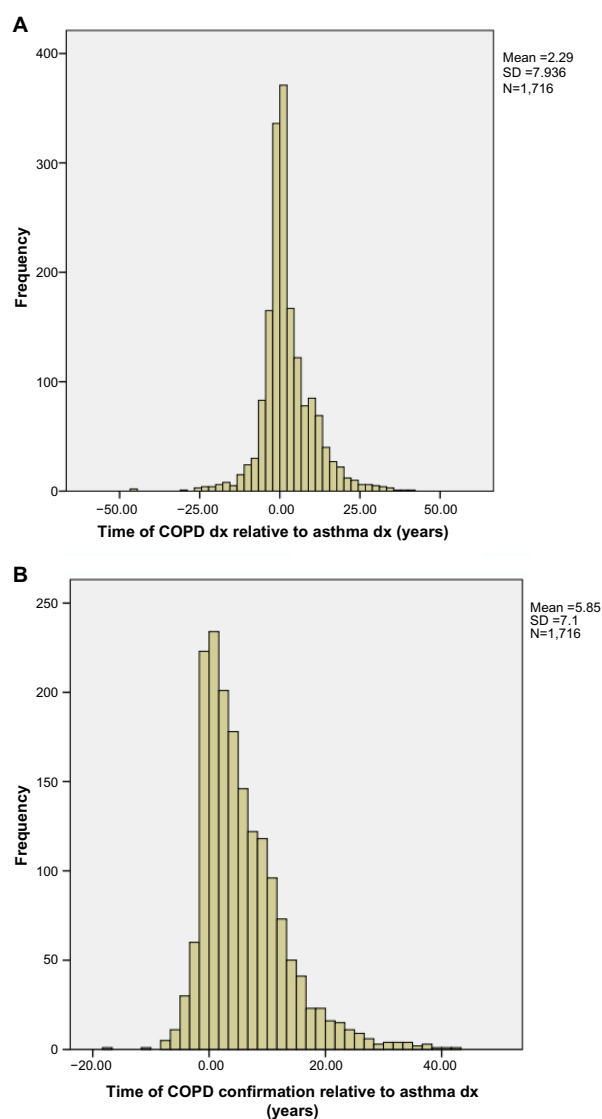 A
Mean =2.29
SD =7.936
N=1,716
400
300
200
100
0
Frequency
−50.00 −25.00 0.00 25.00 50.00
Time of COPD dx relative to asthma dx (years)
B
Mean =5.85
SD =7.1
N=1,716
250
200
150
100
50
0
Frequency
−20.00 0.00 20.00 40.00
Time of COPD confirmation relative to asthma dx
(years)